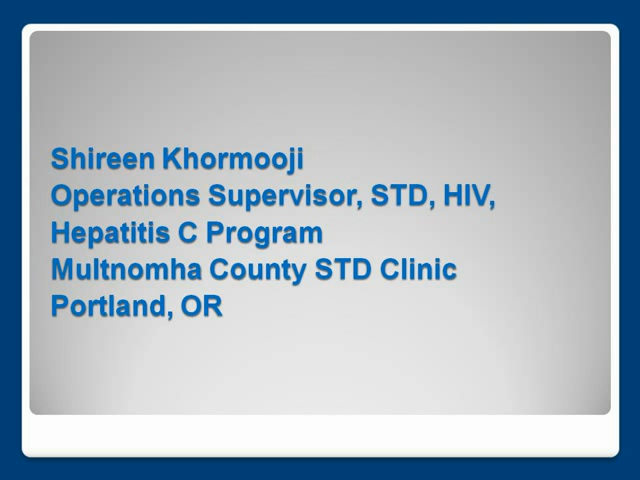 Shireen Khormooji
Operations Supervisor, STD, HIV,
Hepatitis C Program
Multnomha County STD Clinic
Portland, OR